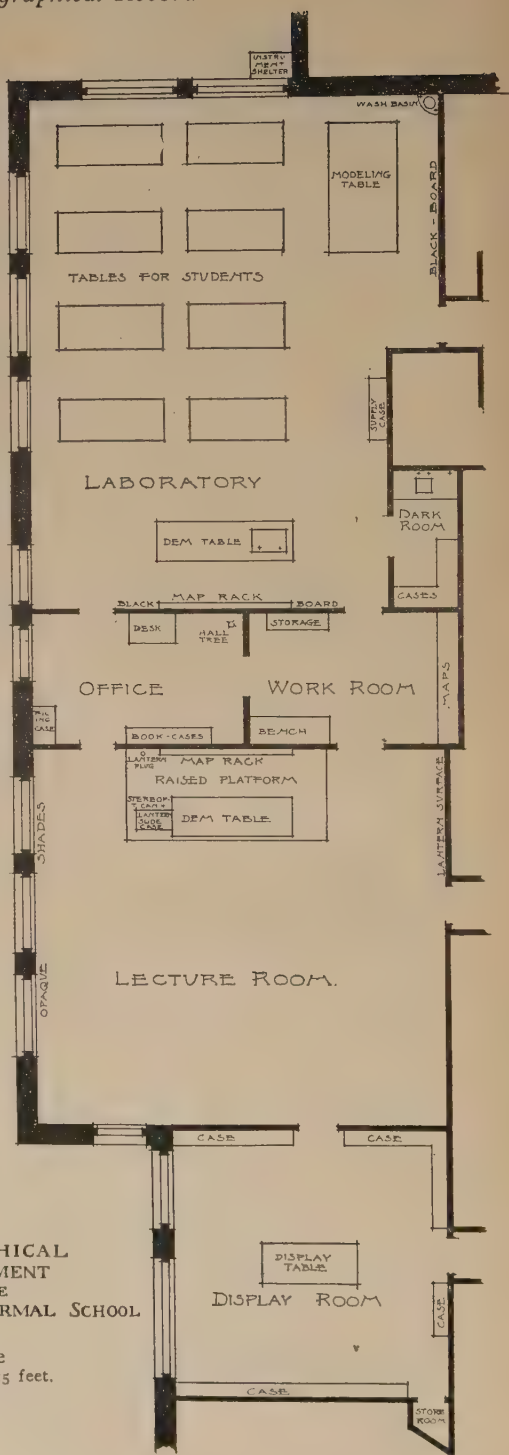 INSTRU-
MENT
SHELTER
WASH BASIN
MODELING
TABLE
BLACK-BOARD
TABLES FOR STUDENTS
SUPPLY
CASE
LABORATORY
DARK
ROOM
DEM TABLE
CASES
BLACK
MAP RACK
BOARD
DESK
HALL
TREE
STORAGE
OFFICE
WORK ROOM
MAPS
CASE
BOOK-CASES
BENCH
LANTERN
PLUG
MAP RACK
RAISED PLATFORM
LANTERN
SLIDE
CASE
DEM TABLE
LANTERN SURFACE
SHADES
OPAQUE
LECTURE ROOM.
CASE
CASE
HICAL
MENT
E
RMAL SCHOOL
e
5 feet.
DISPLAY
TABLE
DISPLAY ROOM
CASE
CASE
STORE
ROOM